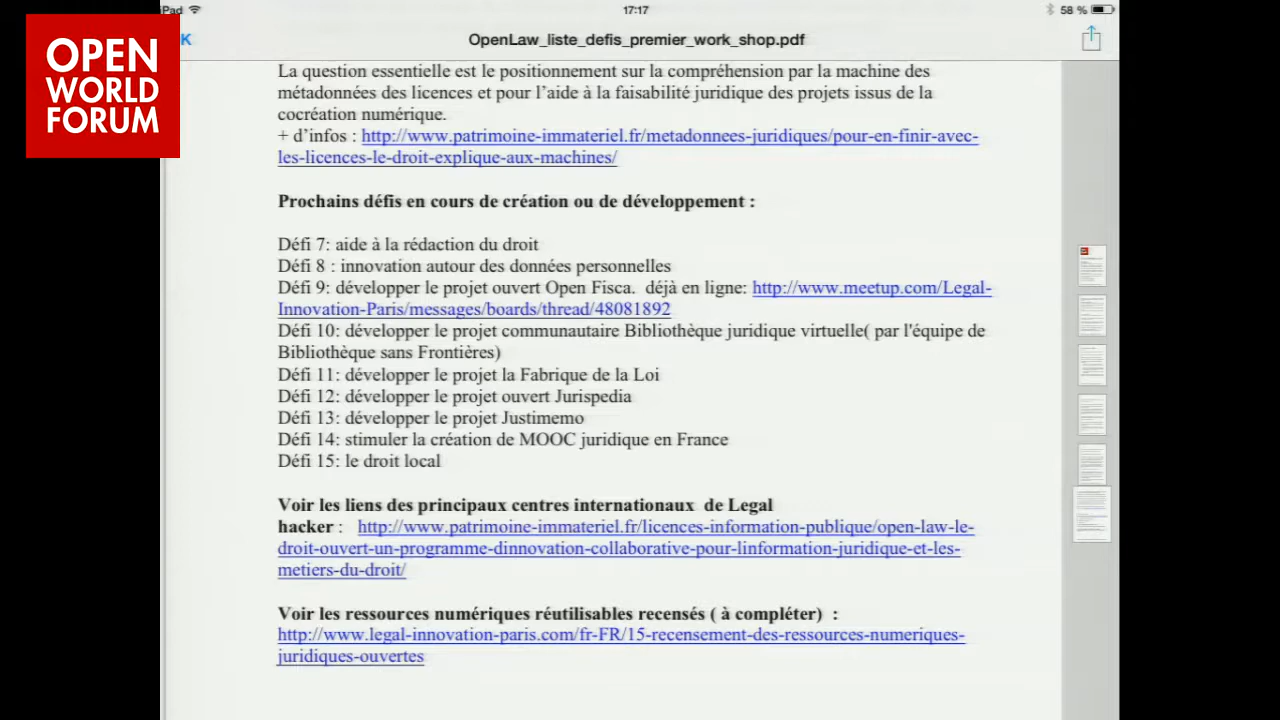 iPad 17:17 58 %
K OpenLaw_liste_defis_premier_work_shop.pdf
OPEN
WORLD
FORUM
La question essentielle est le positionnement sur la compréhension par la machine des
métadonnées des licences et pour l'aide à la faisabilité juridique des projets issus de la
cocréation numérique.
+ d'infos : http://www.patrimoine-immateriel.fr/metadonnees-juridiques/pour-en-finir-avec-
les-licences-le-droit-explique-aux-machines/
Prochains défis en cours de création ou de développement :
Défi 7: aide à la rédaction du droit
Défi 8 : innovation autour des données personnelles
Défi 9: développer le projet ouvert Open Fisca. déjà en ligne: http://www.meetup.com/Legal-
Innovation-Paris/messages/boards/thread/48081892
Défi 10: développer le projet communautaire Bibliothèque juridique virtuelle( par l'équipe de
Bibliothèque sans Frontières)
Défi 11: développer le projet la Fabrique de la Loi
Défi 12: développer le projet ouvert Jurispedia
Défi 13: développer le projet Justimemo
Défi 14: stimuler la création de MOOC juridique en France
Défi 15: le droit local
Voir les liens des principaux centres internationaux de Legal
hacker : http://www.patrimoine-immateriel.fr/licences-information-publique/open-law-le-
droit-ouvert-un-programme-dinnovation-collaborative-pour-linformation-juridique-et-les-
metiers-du-droit/
Voir les ressources numériques réutilisables recensés ( à compléter) :
http://www.legal-innovation-paris.com/fr-FR/15-recensement-des-ressources-numeriques-
juridiques-ouvertes